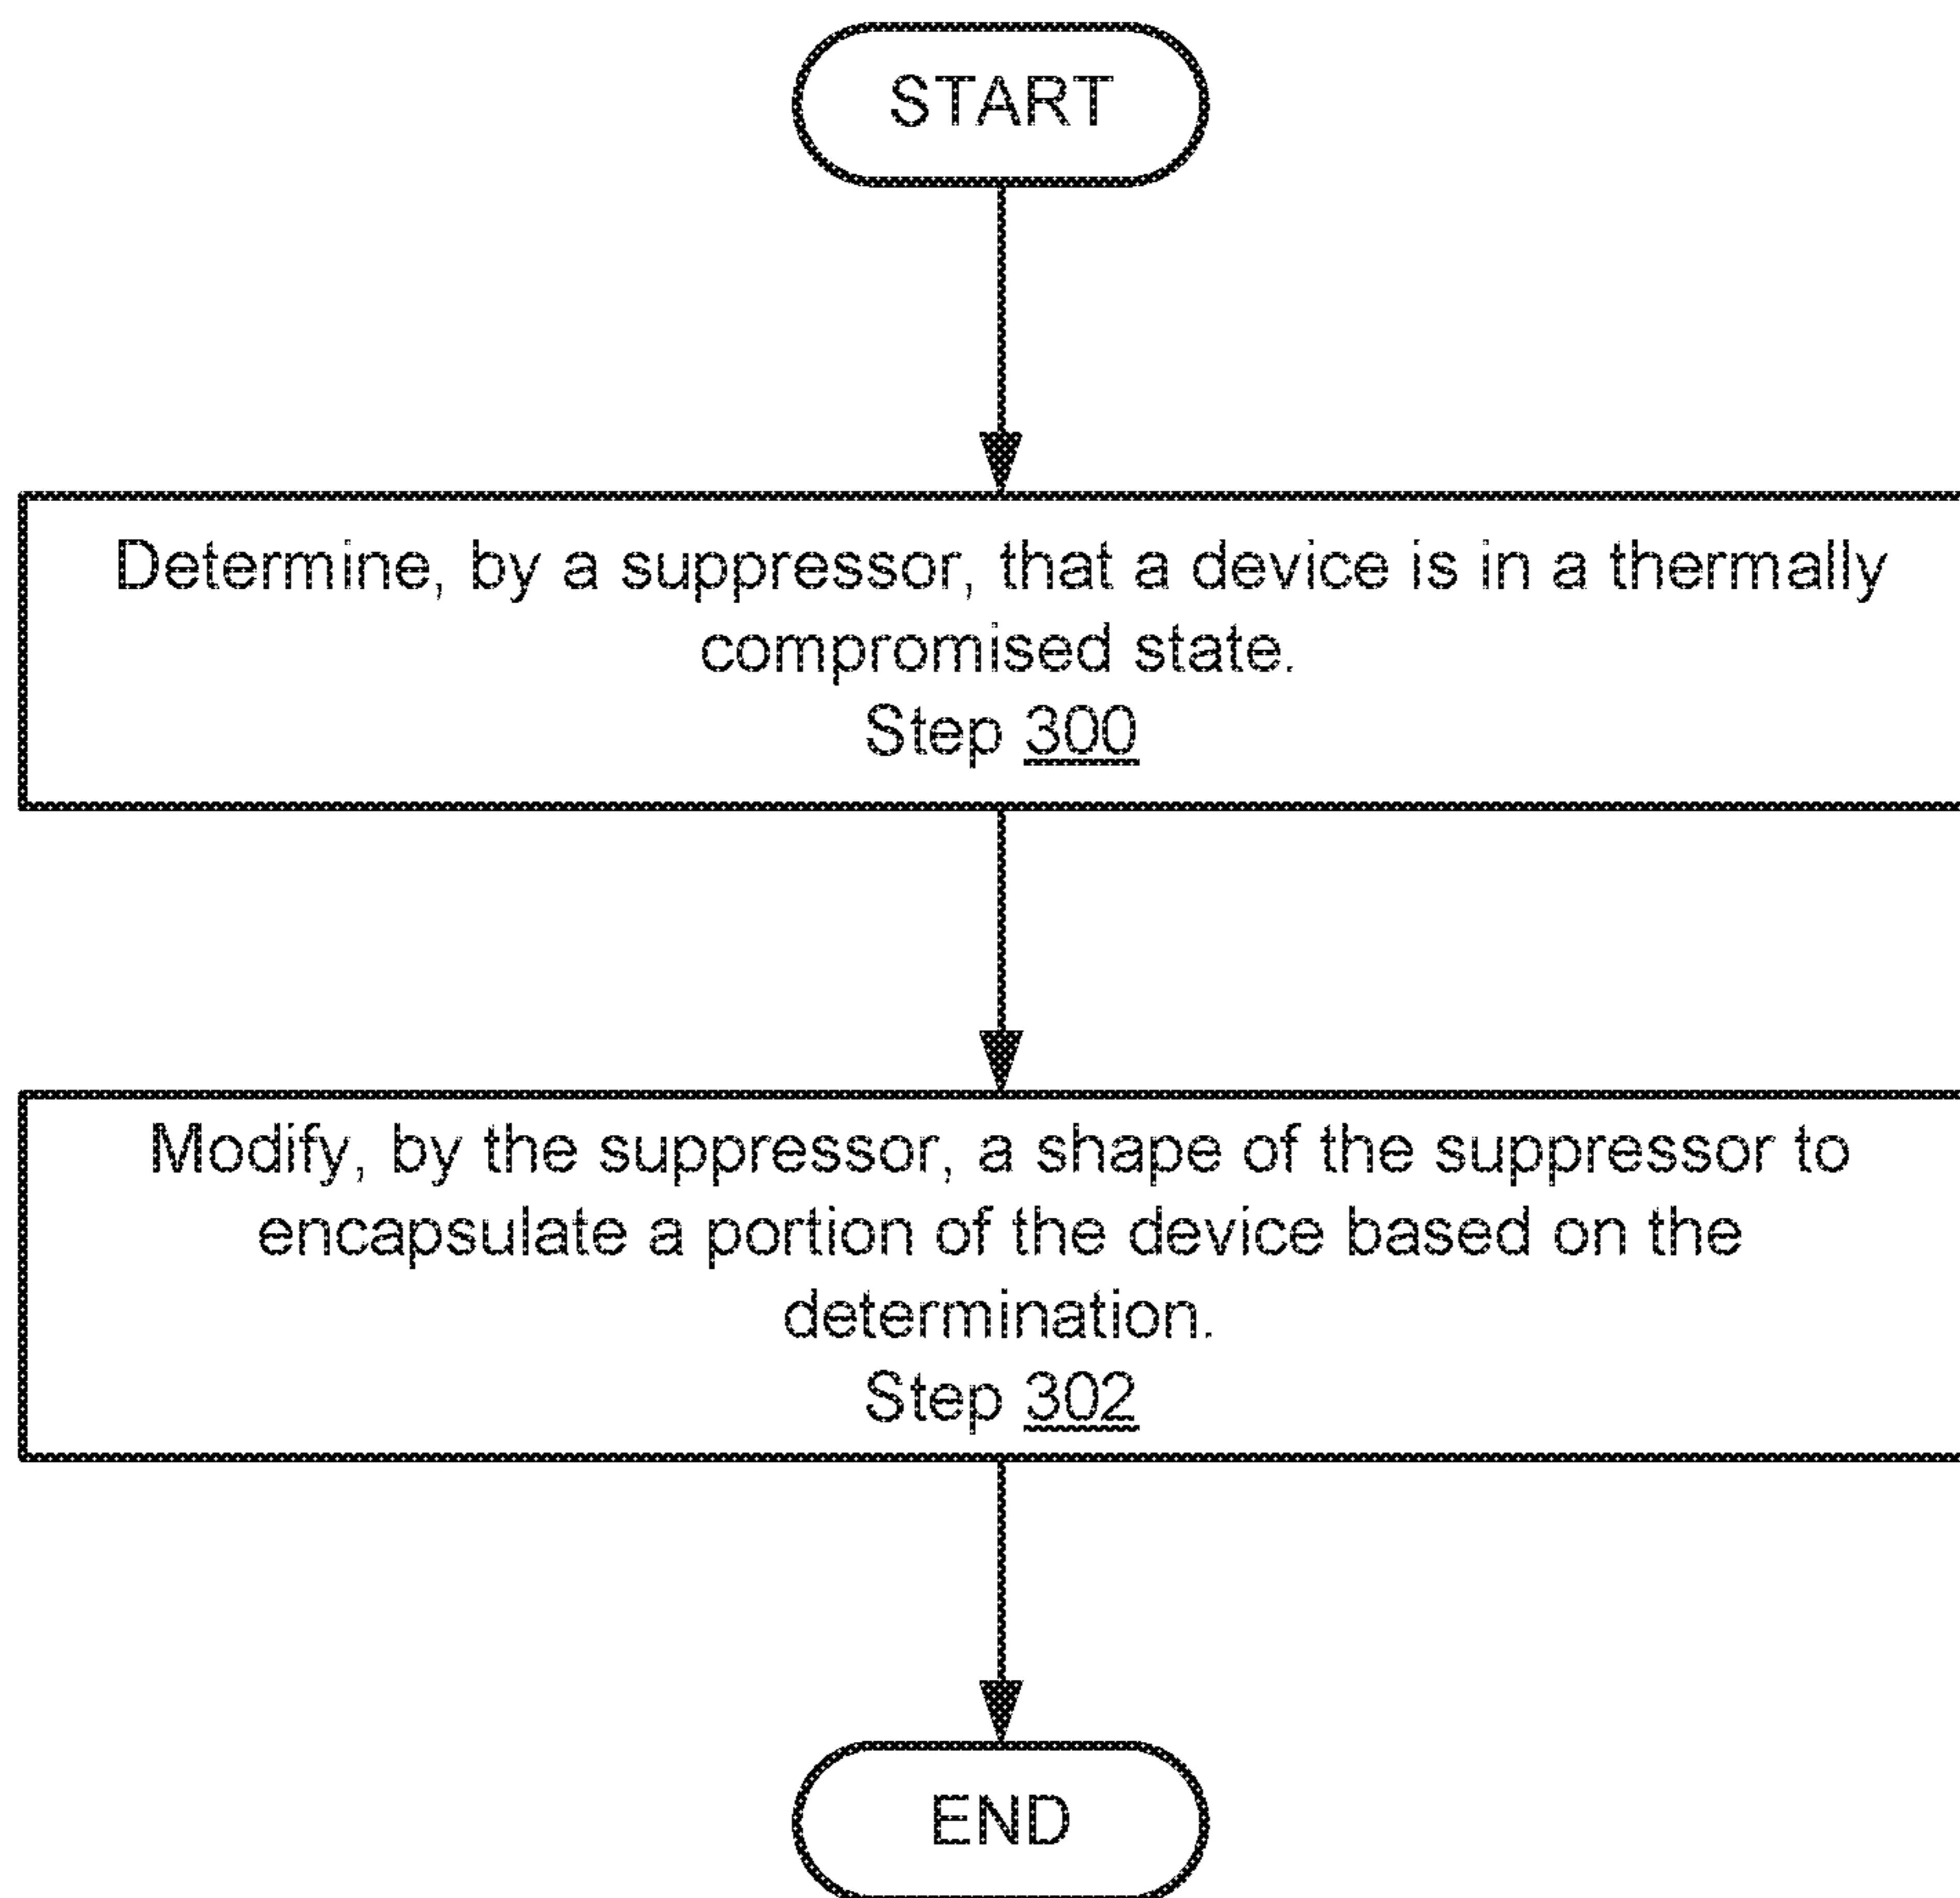 START
Determine, by a suppressor, that a device is in a thermally
compromised state.
Step 300
Modify, by the suppressor, a shape of the suppressor to
encapsulate a portion of the device based on the
determination.
Step 302
END